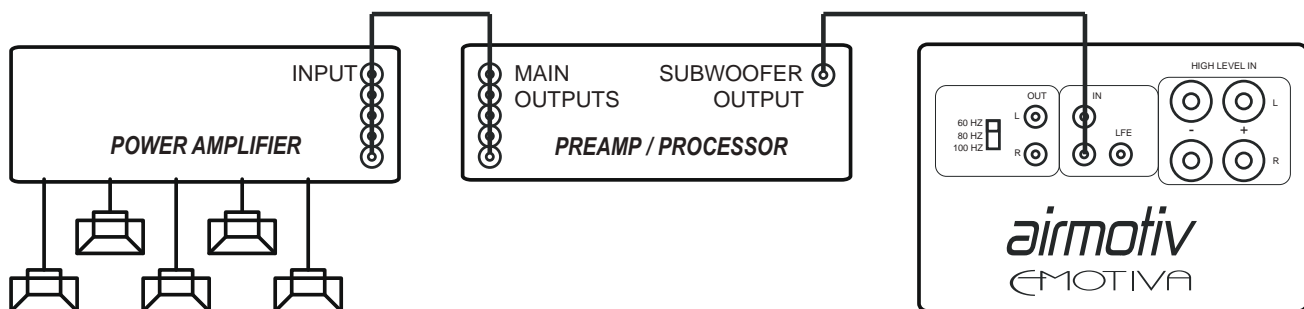 INPUT
POWER AMPLIFIER
MAIN
OUTPUTS
SUBWOOFER
OUTPUT
PREAMP / PROCESSOR
HIGH LEVEL IN
OUT
IN
L
L
60 HZ
80 HZ
100 HZ
LFE
- +
R
R
airmotiv
EMOTIVA